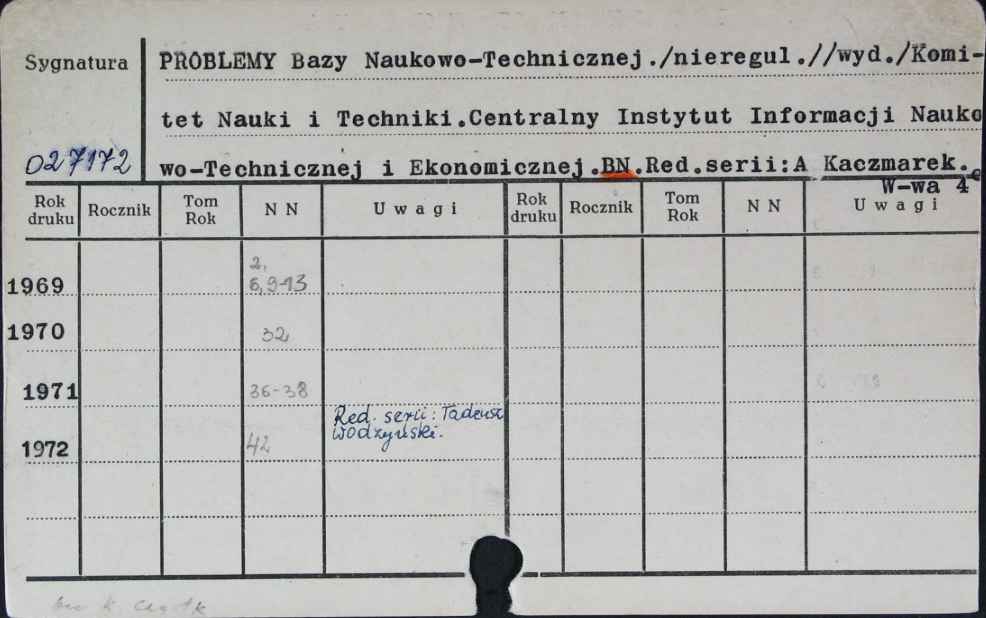 Sygnatura
PROBLEMY Bazy Naukowo-Technicznej./nieregul.//wyd./Komi-
tet Nauki i Techniki.Centralny Instytut Informacji Nauko
027172
wo-Technicznej i Ekonomicznej.BN.Red.serii:A Kaczmarek.
W-wa 4
Rok druku Rocznik Tom Rok N N Uwagi Rok druku Rocznik Tom Rok N N Uwagi
2,
1969 6,9-13
1970 32
1971 36-38
Red. serii: Tadeusz
Wodzyński.
1972 42